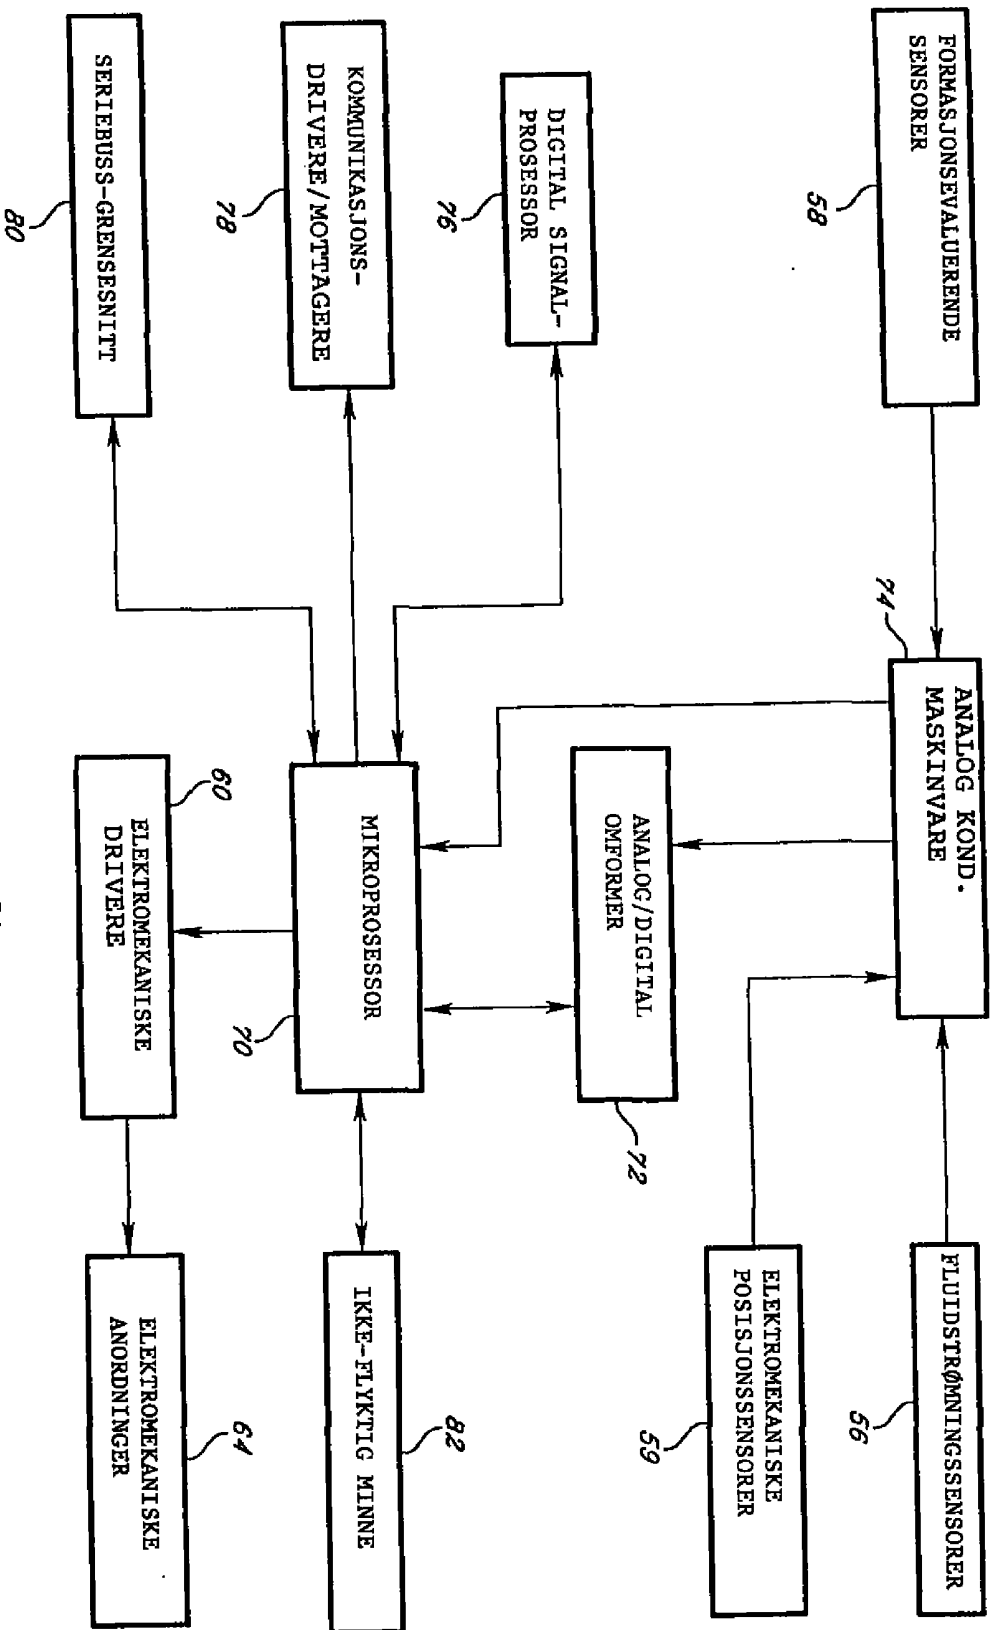 FORMASJONSEVALUERENDE
SENSORER
58
74
ANALOG KOND.
MASKINVARE
FLUIDSTRØMNINGSSENSORER
56
ELEKTROMEKANISKE
POSISJONSSENSORER
59
DIGITAL SIGNAL-
PROSESSOR
76
ANALOG/DIGITAL
OMFORMER
72
KOMMUNIKASJONS-
DRIVERE/MOTTAGERE
78
MIKROPROSESSOR
70
IKKE-FLYKTIG MINNE
82
SERIEBUSS-GRENSESNITT
80
60
ELEKTROMEKANISKE
DRIVERE
ELEKTROMEKANISKE
ANORDNINGER
64